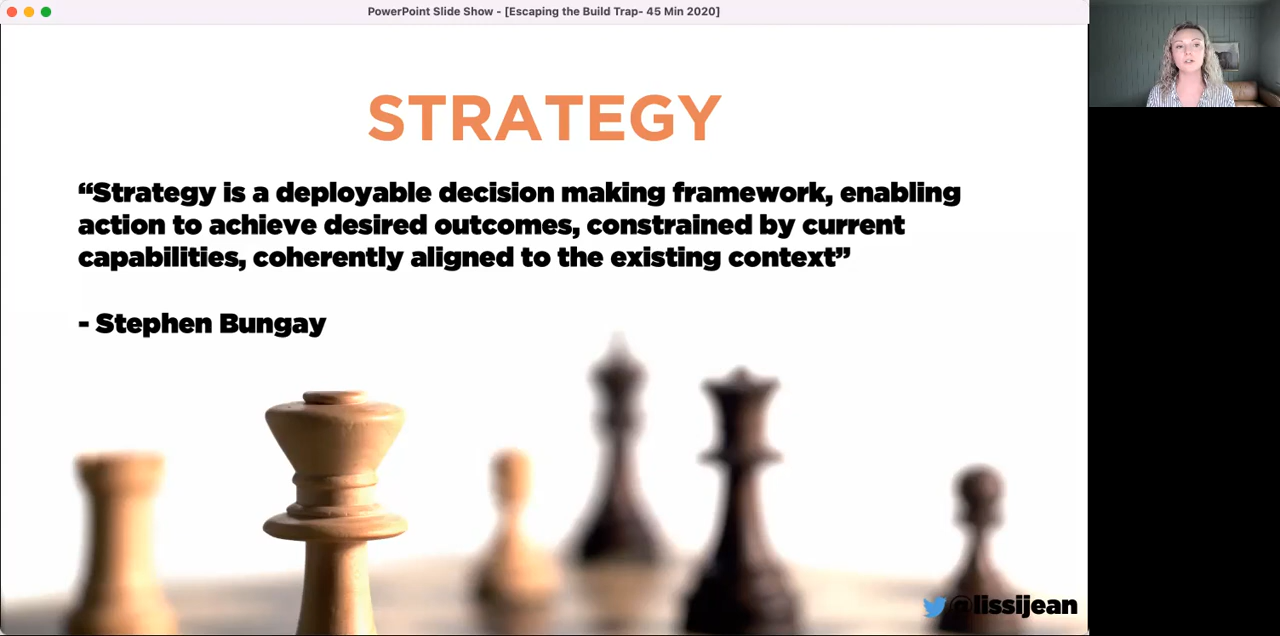 PowerPoint Slide Show - [Escaping the Build Trap- 45 Min 2020]
STRATEGY
“Strategy is a deployable decision making framework, enabling
action to achieve desired outcomes, constrained by current
capabilities, coherently aligned to the existing context”
- Stephen Bungay
@lissijean